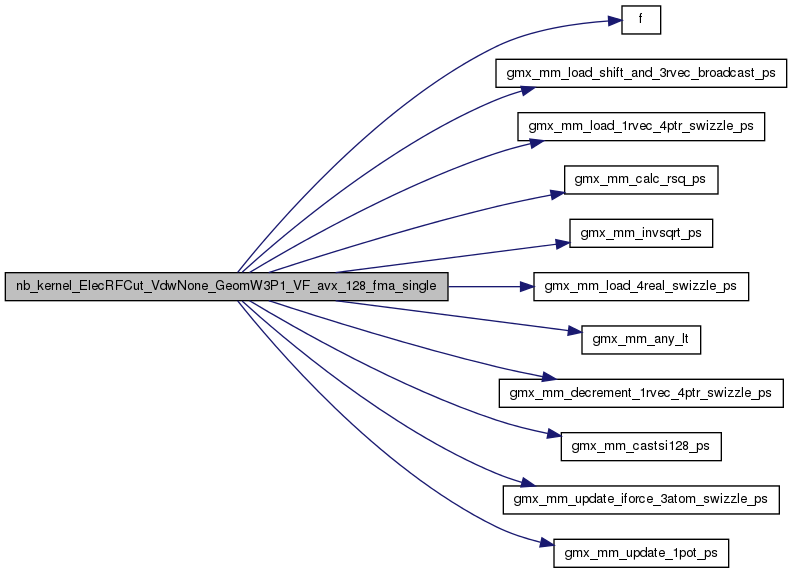 f
gmx_mm_load_shift_and_3rvec_broadcast_ps
gmx_mm_load_1rvec_4ptr_swizzle_ps
gmx_mm_calc_rsq_ps
gmx_mm_invsqrt_ps
nb_kernel_ElecRFCut_VdwNone_GeomW3P1_VF_avx_128_fma_single
gmx_mm_load_4real_swizzle_ps
gmx_mm_any_lt
gmx_mm_decrement_1rvec_4ptr_swizzle_ps
gmx_mm_castsi128_ps
gmx_mm_update_iforce_3atom_swizzle_ps
gmx_mm_update_1pot_ps